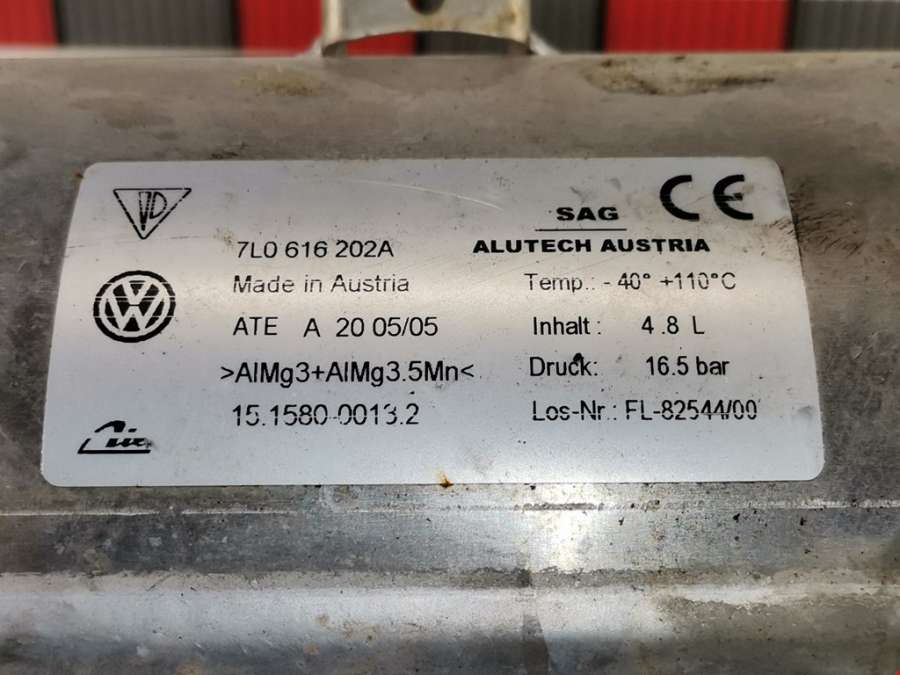 7L0 616 202A
Made in Austria
ATE A 20 05/05
>AlMg3+AlMg3.5Mn<
15.1580-0013.2
SAG
CE
ALUTECH AUSTRIA
Temp.: - 40° +110°C
Inhalt : 4.8 L
Druck: 16.5 bar
Los-Nr.: FL-82544/00